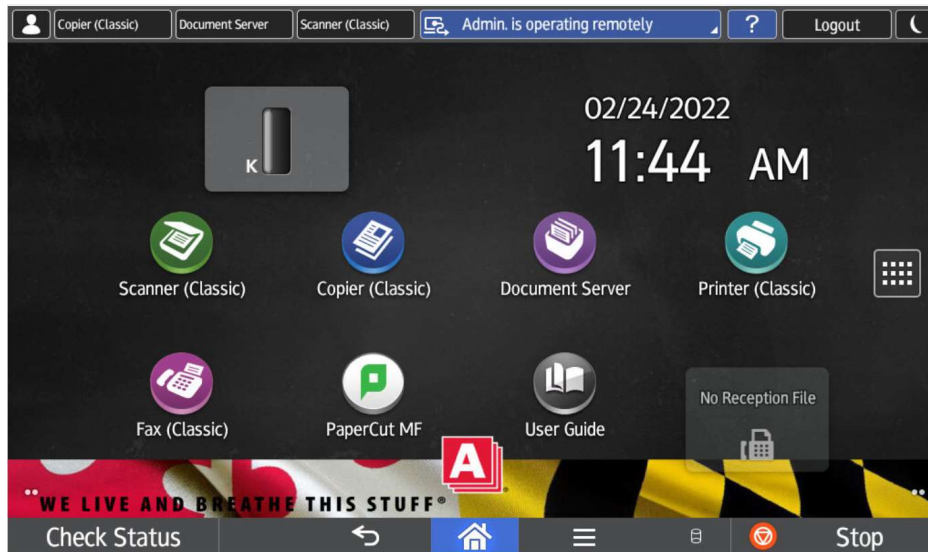 Copier (Classic) Document Server Scanner (Classic) Admin. is operating remotely ? Logout
02/24/2022
K
11:44 AM
Scanner (Classic) Copier (Classic) Document Server Printer (Classic)
No Reception File
Fax (Classic) PaperCut MF User Guide
A
WE LIVE AND BREATHE THIS STUFF®
Check Status Stop